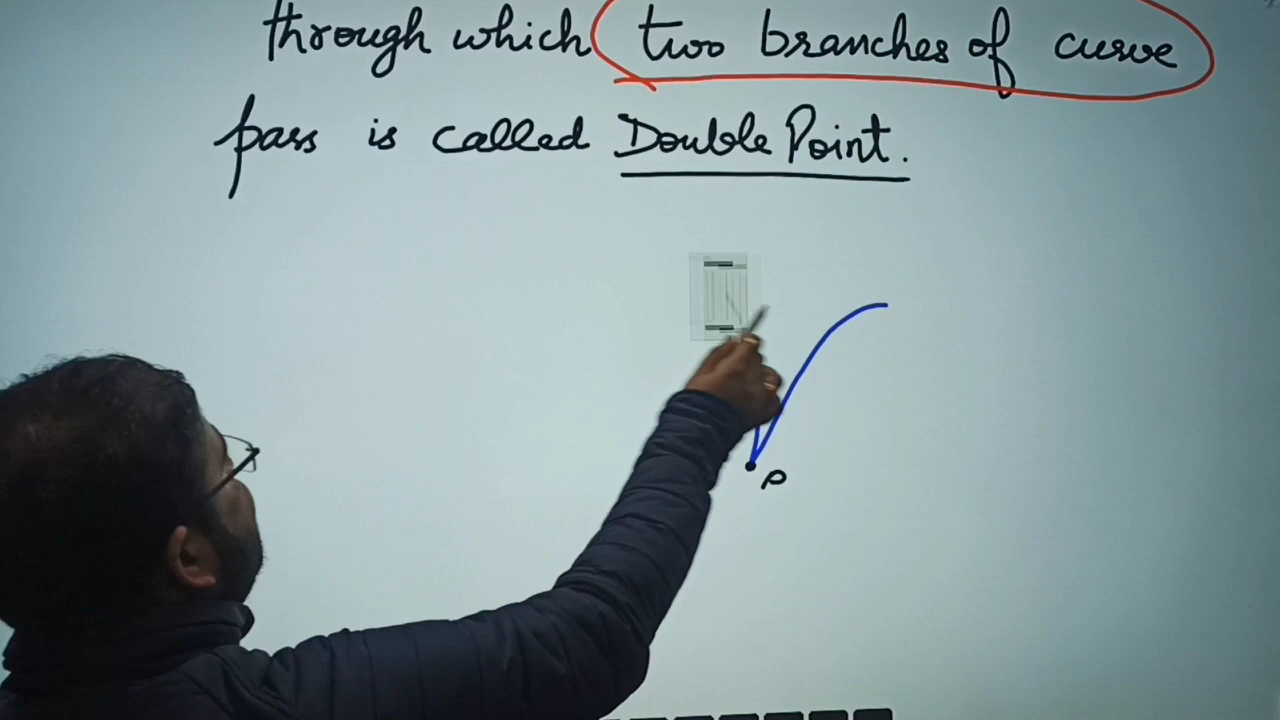 through which two branches of curve
pass is called Double Point.
P